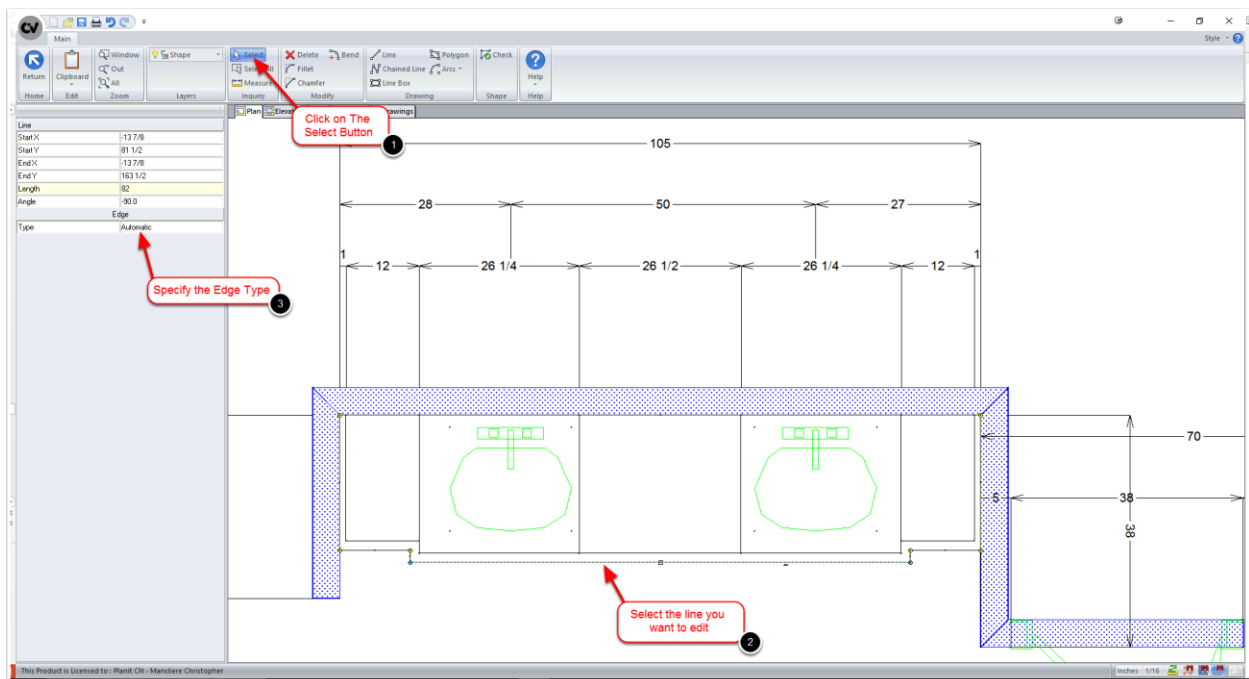 CV
Main
Style
Return
Clipboard
Window
Out
All
Shape
Select
Select All
Measure
Delete
Bend
Fillet
Chamfer
Line
Polygon
Chained Line
Arcs
Line Box
Check
Help
Home
Edit
Zoom
Layers
Inquiry
Modify
Drawing
Shape
Help
Plan
Elevat
rawings
Click on The
Select Button
1
Line
Start X -13 7/8
Start Y 81 1/2
End X -13 7/8
End Y 163 1/2
Length 82
Angle -90.0
Edge
Type Automatic
Specify the Edge Type
3
105
28
50
27
1
12
26 1/4
26 1/2
26 1/4
12
1
70
5
38
38
Select the line you
want to edit
2
This Product is Licensed to : Planit CN - Mancliere Christopher
Inches 1/16